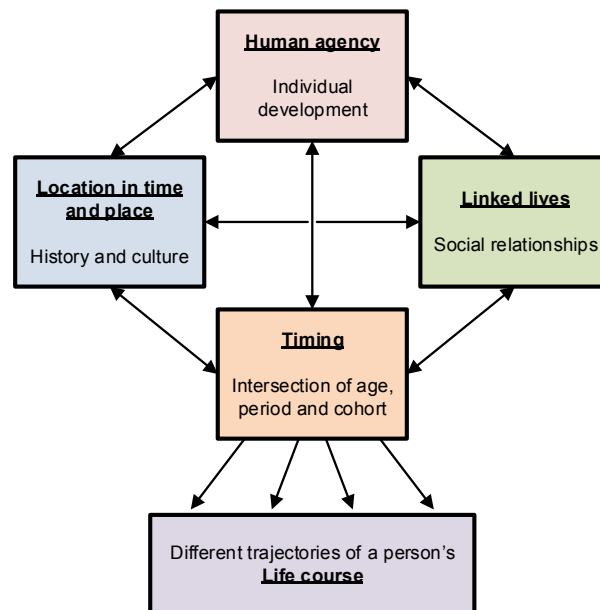 Human agency
Individual
development
Location in time
and place
History and culture
Linked lives
Social relationships
Timing
Intersection of age,
period and cohort
Different trajectories of a person's
Life course